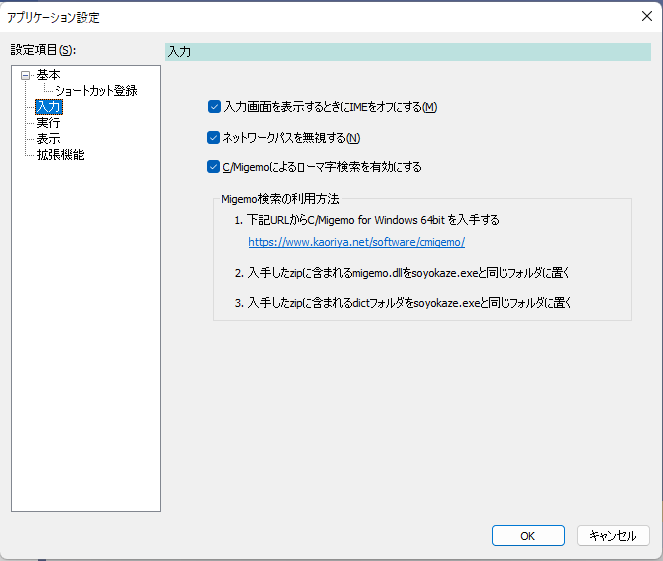 アプリケーション設定
設定項目(S):
基本
ショートカット登録
入力
実行
表示
拡張機能
入力
入力画面を表示するときにIMEをオフにする(M)
ネットワークパスを無視する(N)
C/Migemoによるローマ字検索を有効にする
Migemo検索の利用方法
1. 下記URLからC/Migemo for Windows 64bit を入手する
https://www.kaoriya.net/software/cmigemo/
2. 入手したzipに含まれるmigemo.dllをsoyokaze.exeと同じフォルダに置く
3. 入手したzipに含まれるdictフォルダをsoyokaze.exeと同じフォルダに置く
OK
キャンセル